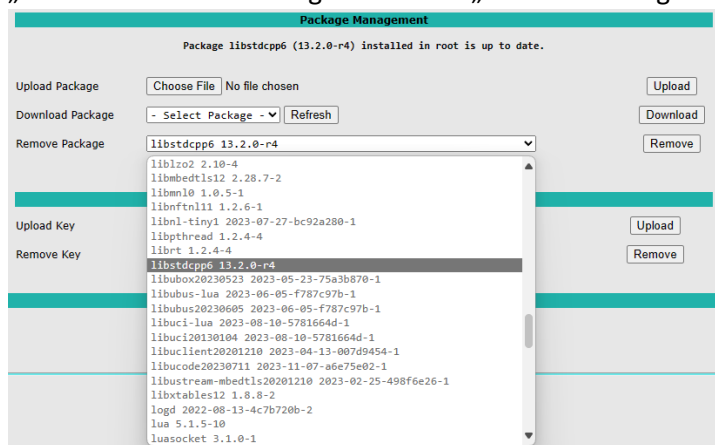 Package Management
Package libstdcpp6 (13.2.0-r4) installed in root is up to date.
Upload Package Choose File No file chosen Upload
Download Package - Select Package - Refresh Download
Remove Package libstdcpp6 13.2.0-r4 Remove
liblzo2 2.10-4
libmbedtls12 2.28.7-2
libmnl0 1.0.5-1
libnftnl11 1.2.6-1
libnl-tiny1 2023-07-27-bc92a280-1
libpthread 1.2.4-4
librt 1.2.4-4
libstdcpp6 13.2.0-r4
libubox20230523 2023-05-23-75a3b870-1
libubus-lua 2023-06-05-f787c97b-1
libubus20230605 2023-06-05-f787c97b-1
libuci-lua 2023-08-10-5781664d-1
libuci20130104 2023-08-10-5781664d-1
libuclient20201210 2023-04-13-007d9454-1
libucode20230711 2023-11-07-a6e75e02-1
libustream-mbedtls20201210 2023-02-25-498f6e26-1
libxtables12 1.8.8-2
logd 2022-08-13-4c7b720b-2
lua 5.1.5-10
luasocket 3.1.0-1
Upload Key Upload
Remove Key Remove